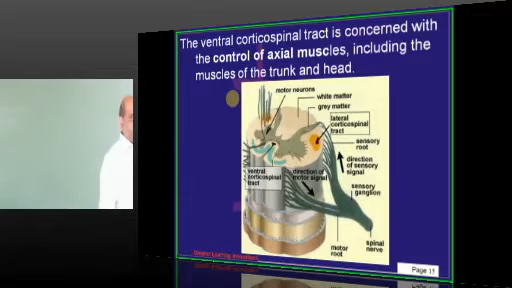 The ventral corticospinal tract is concerned with
the control of axial muscles, including the
muscles of the trunk and head.
motor neurons
white matter
grey matter
lateral
corticospinal
tract
sensory
root
direction
of sensory
signal
ventral
corticospinal
tract
direction of
motor signal
sensory
ganglion
spinal
nerve
motor
root
Page 15